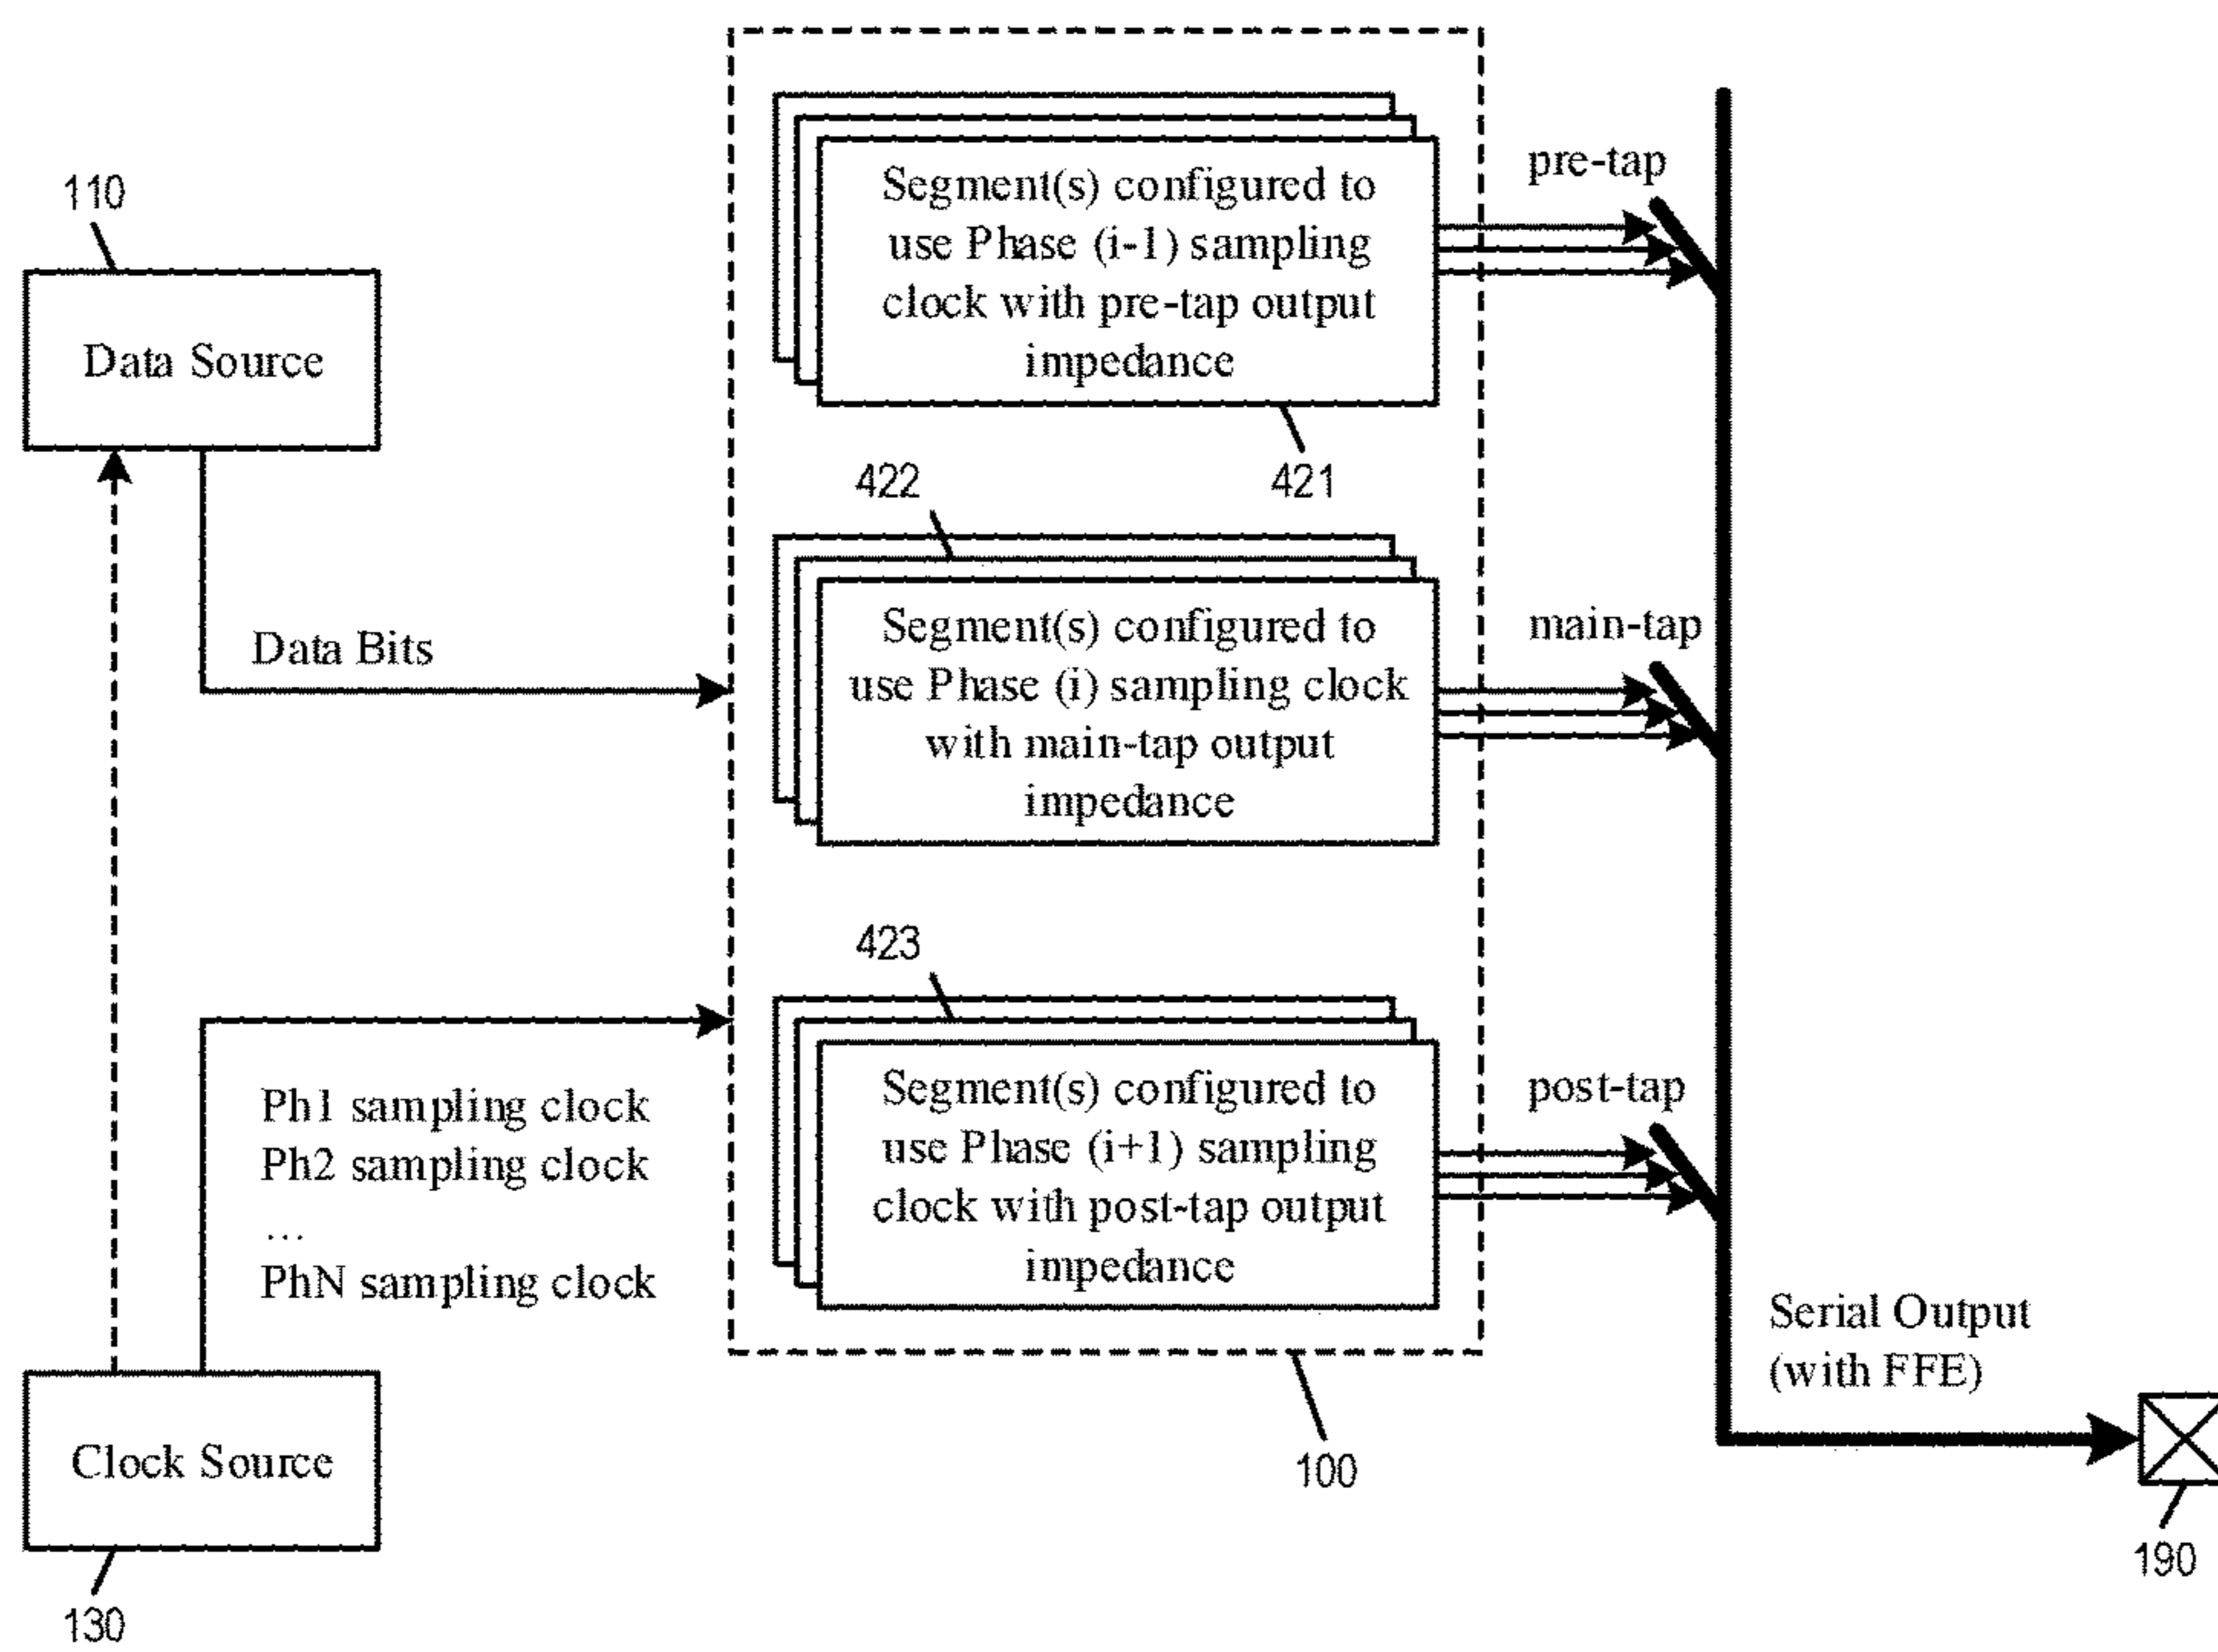 110
Data Source
Data Bits
Ph1 sampling clock
Ph2 sampling clock
...
PhN sampling clock
Clock Source
130
Segment(s) configured to
use Phase (i-1) sampling
clock with pre-tap output
impedance
421
422
Segment(s) configured to
use Phase (i) sampling clock
with main-tap output
impedance
423
Segment(s) configured to
use Phase (i+1) sampling
clock with post-tap output
impedance
100
pre-tap
main-tap
post-tap
Serial Output
(with FFE)
190